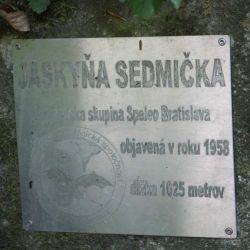 JASKYŇA SEDMIČKA
skupina Speleo Bratislava
objavená v roku 1958
dĺžka 1025 metrov